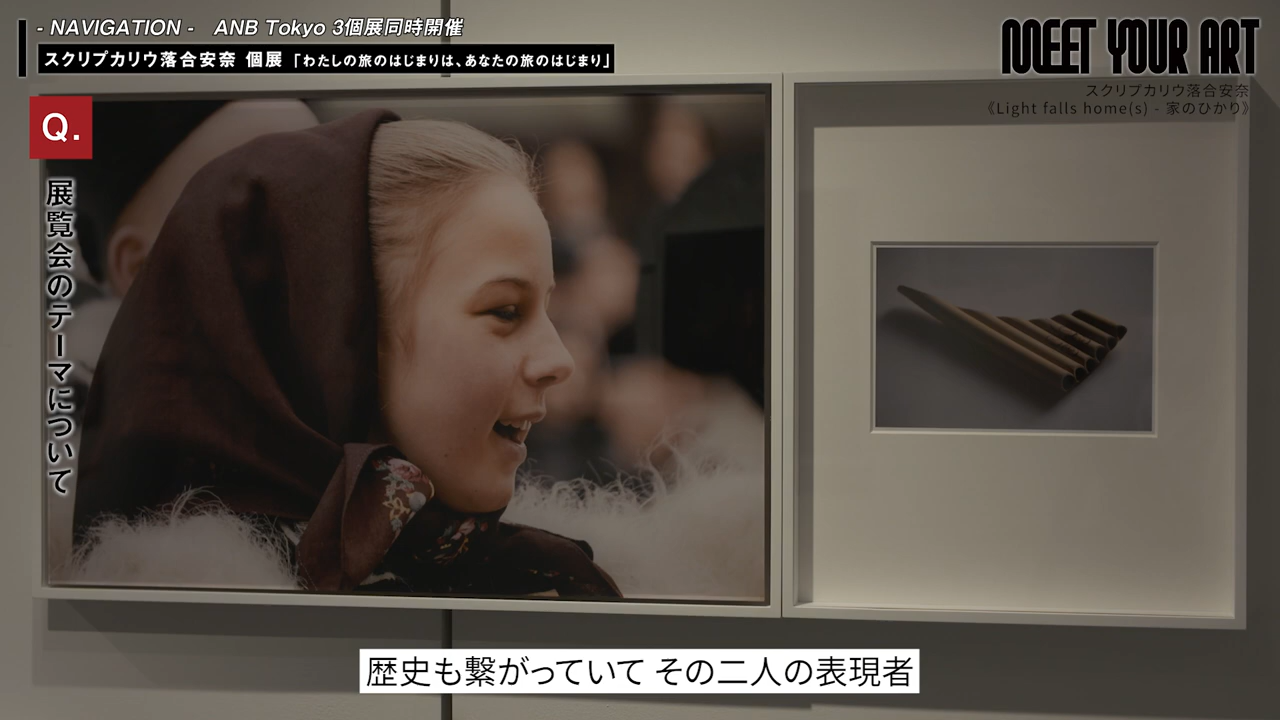 - NAVIGATION -　ANB Tokyo 3個展同時開催
スクリプカリウ落合安奈 個展「わたしの旅のはじまりは、あなたの旅のはじまり」
MEET YOUR ART
スクリプカリウ落合安奈
《Light falls home(s) - 家のひかり》
Q.
展覧会のテーマについて
歴史も繋がっていて その二人の表現者